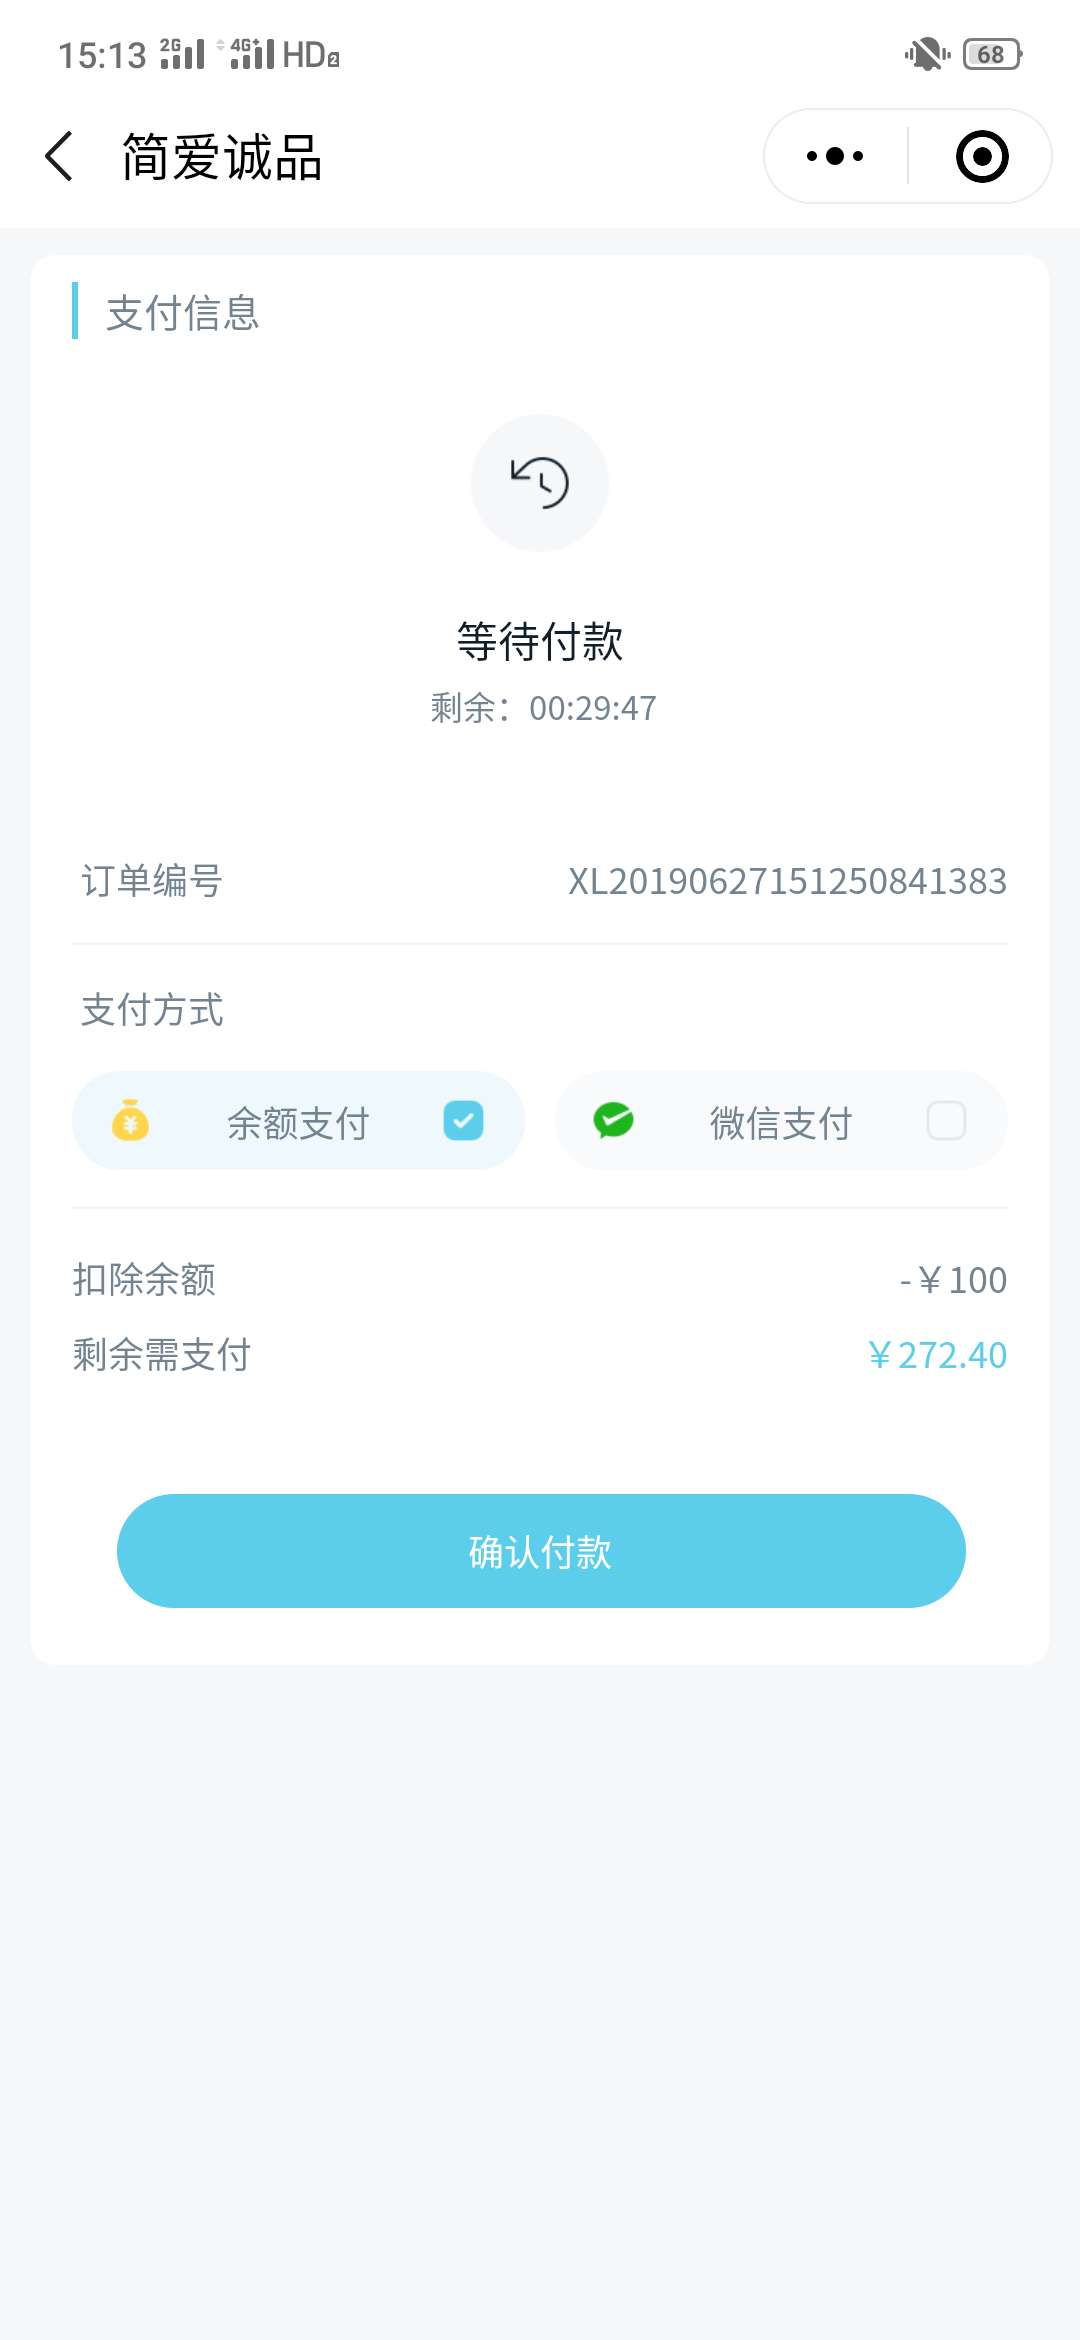 15:13 2G 4G+ HD2 68
简爱诚品
支付信息
等待付款
剩余：00:29:47
订单编号 XL20190627151250841383
支付方式
余额支付 微信支付
扣除余额 -￥100
剩余需支付 ￥272.40
确认付款